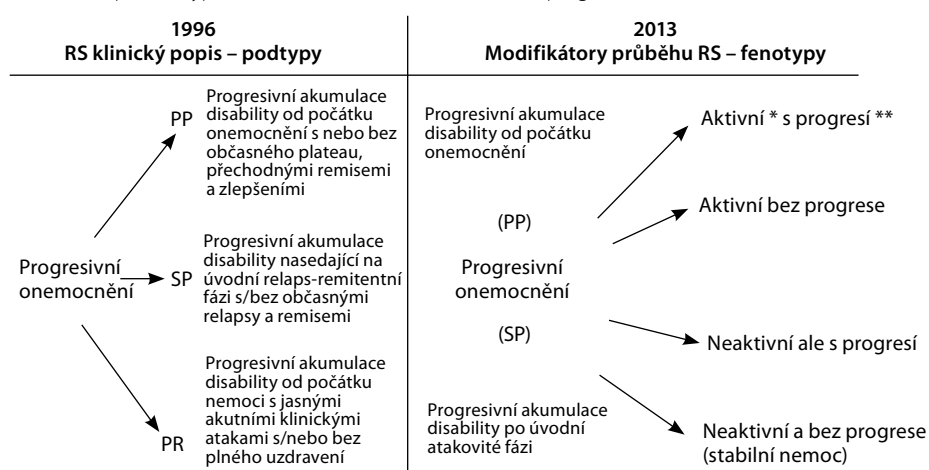 1996
RS klinický popis – podtypy
PP
Progresivní akumulace
disability od počátku
onemocnění s nebo bez
občasného plateau,
přechodnými remisemi
a zlepšeními
Progresivní
onemocnění
SP
Progresivní akumulace
disability nasedající na
úvodní relaps-remitentní
fázi s/bez občasnými
relapsy a remisemi
PR
Progresivní akumulace
disability od počátku
nemoci s jasnými
akutními klinickými
atakami s/nebo bez
plného uzdravení
2013
Modifikátory průběhu RS – fenotypy
Progresivní akumulace
disability od počátku
onemocnění
(PP)
Progresivní
onemocnění
(SP)
Progresivní akumulace
disability po úvodní
atakovité fázi
Aktivní * s progresí **
Aktivní bez progrese
Neaktivní ale s progresí
Neaktivní a bez progrese
(stabilní nemoc)